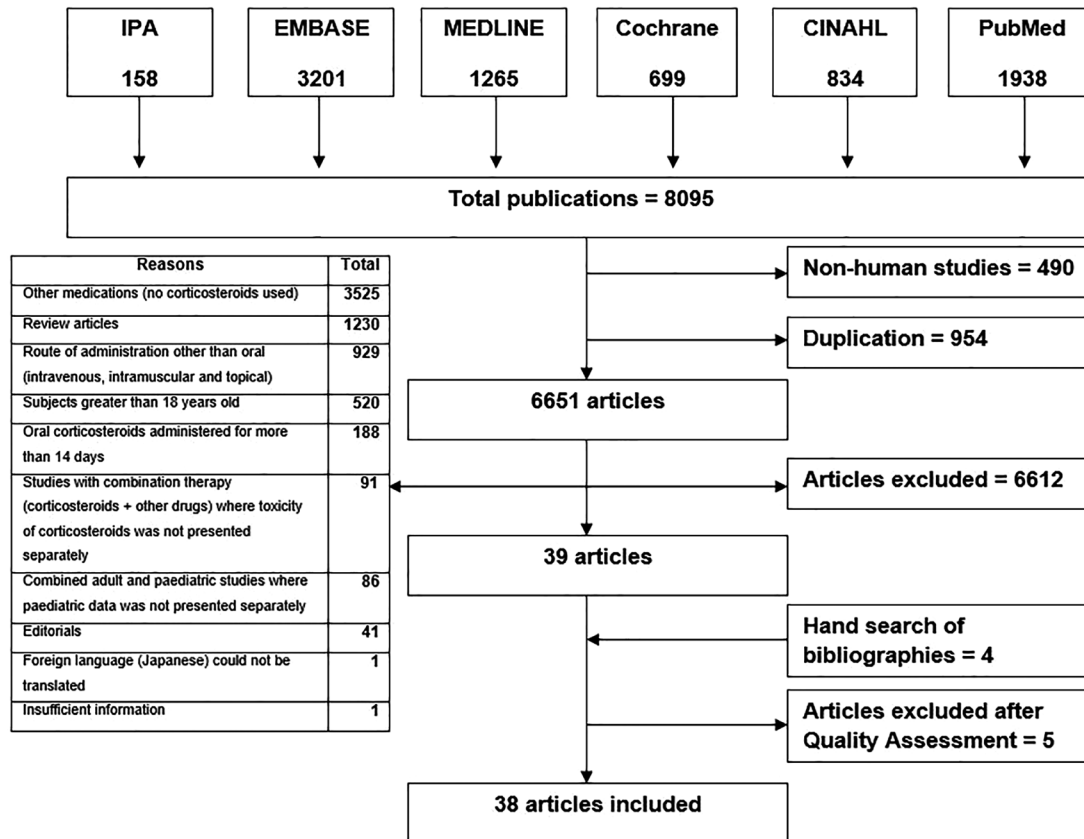 IPA
158
EMBASE
3201
MEDLINE
1265
Cochrane
699
CINAHL
834
PubMed
1938
Total publications = 8095
Non-human studies = 490
Duplication = 954
6651 articles
Reasons Total
Other medications (no corticosteroids used) 3525
Review articles 1230
Route of administration other than oral 929
(intravenous, intramuscular and topical)
Subjects greater than 18 years old 520
Oral corticosteroids administered for more 188
than 14 days
Studies with combination therapy 91
(corticosteroids + other drugs) where toxicity
of corticosteroids was not presented
separately
Combined adult and paediatric studies where 86
paediatric data was not presented separately
Editorials 41
Foreign language (Japanese) could not be 1
translated
Insufficient information 1
Articles excluded = 6612
39 articles
Hand search of
bibliographies = 4
Articles excluded after
Quality Assessment = 5
38 articles included